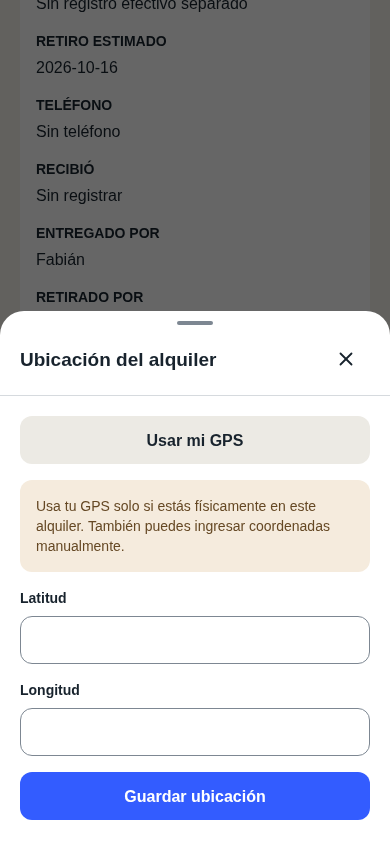 Sin registro efectivo separado
RETIRO ESTIMADO
2026-10-16
TELÉFONO
Sin teléfono
RECIBIÓ
Sin registrar
ENTREGADO POR
Fabián
RETIRADO POR
Ubicación del alquiler
Usar mi GPS
Usa tu GPS solo si estás físicamente en este
alquiler. También puedes ingresar coordenadas
manualmente.
Latitud
Longitud
Guardar ubicación